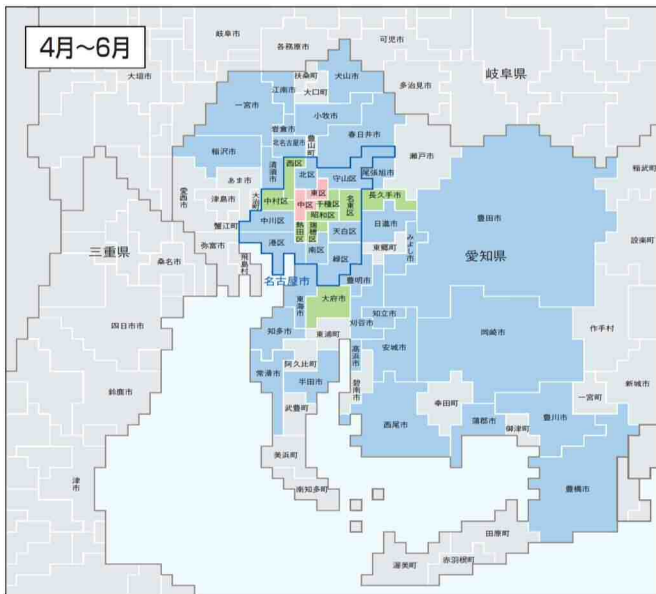 4月～6月
岐阜市
各務原市
可児市
大垣市
扶桑町
犬山市
岐阜県
江南市
大口町
多治見市
一宮市
小牧市
岩倉市
豊山町
春日井市
北名古屋市
稲沢市
清須市
西区
北区
守山区
尾張旭市
瀬戸市
稲武町
あま市
愛西市
津島市
大治町
中村区
東区
中区
千種区
名東区
長久手市
豊田市
昭和区
蟹江町
中川区
熱田区
瑞穂区
天白区
日進市
みよし市
設楽町
三重県
弥富市
飛島村
港区
南区
緑区
東郷町
愛知県
桑名市
名古屋市
豊明市
東海市
大府市
四日市市
知多市
東浦町
刈谷市
知立市
岡崎市
作手村
阿久比町
高浜市
安城市
鈴鹿市
常滑市
半田市
碧南市
幸田町
一宮町
新城市
武豊町
西尾市
蒲郡市
御津町
豊川市
美浜町
津市
南知多町
豊橋市
田原町
赤羽根町
渥美町